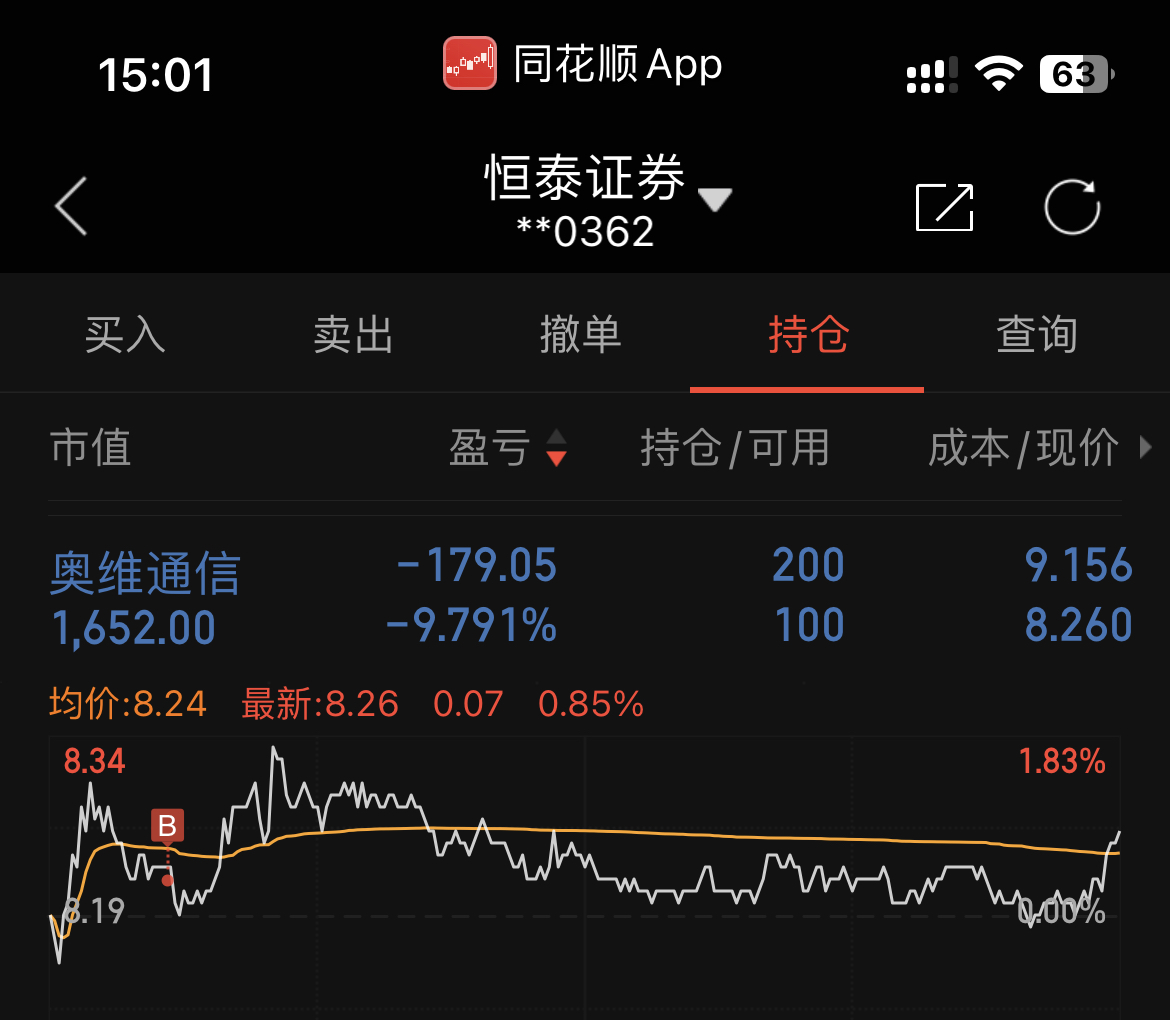 15:01 同花顺App 63
恒泰证券
**0362
买入 卖出 撤单 持仓 查询
市值 盈亏 持仓/可用 成本/现价
奥维通信 -179.05 200 9.156
1,652.00 -9.791% 100 8.260
均价:8.24 最新:8.26 0.07 0.85%
8.34 1.83%
B
8.19 0.00%